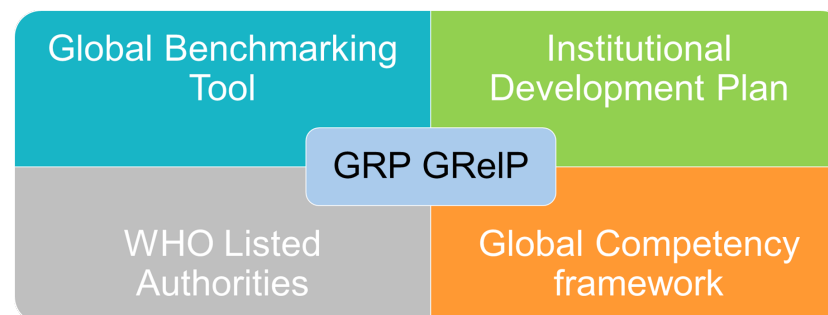 Global Benchmarking
Tool
Institutional
Development Plan
GRP GRelP
WHO Listed
Authorities
Global Competency
framework